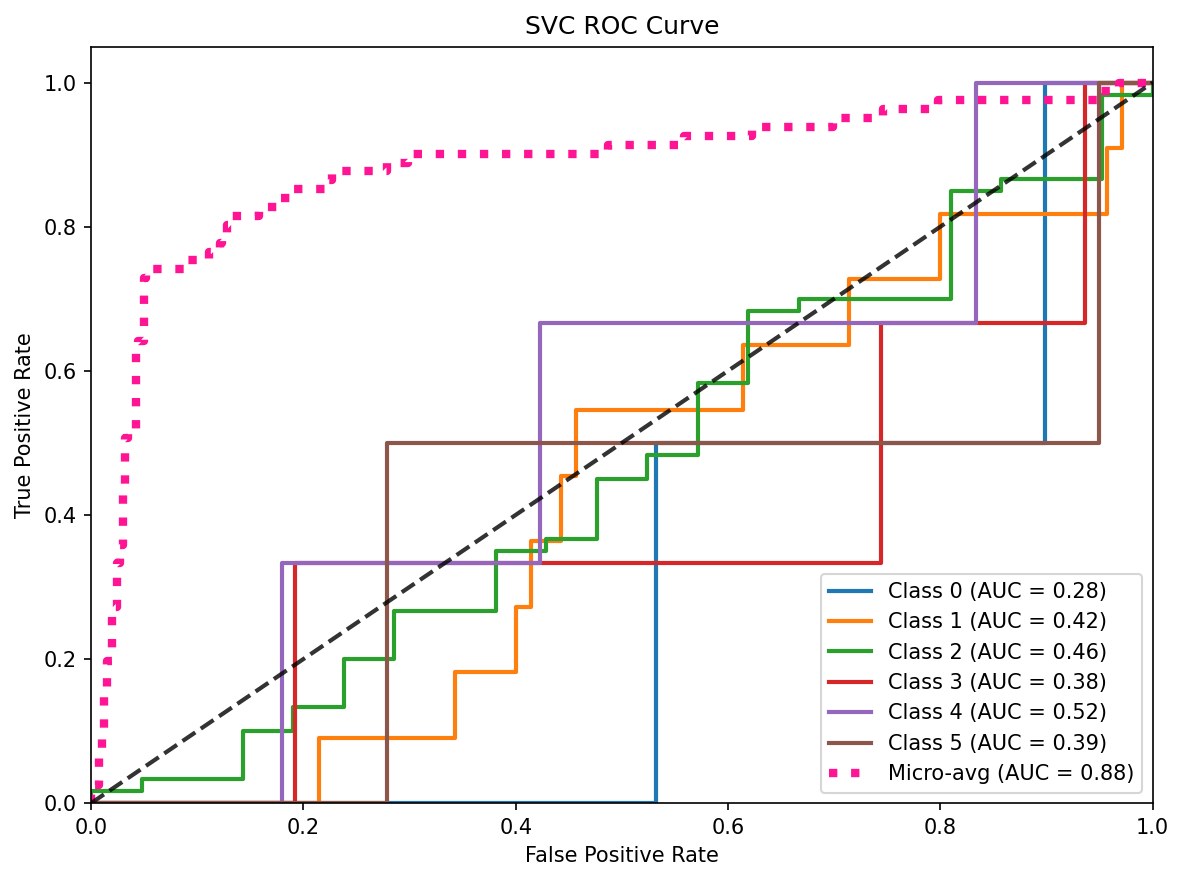 SVC ROC Curve
True Positive Rate
1.0
0.8
0.6
0.4
0.2
0.0
Class 0 (AUC = 0.28)
Class 1 (AUC = 0.42)
Class 2 (AUC = 0.46)
Class 3 (AUC = 0.38)
Class 4 (AUC = 0.52)
Class 5 (AUC = 0.39)
Micro-avg (AUC = 0.88)
0.0 0.2 0.4 0.6 0.8 1.0
False Positive Rate